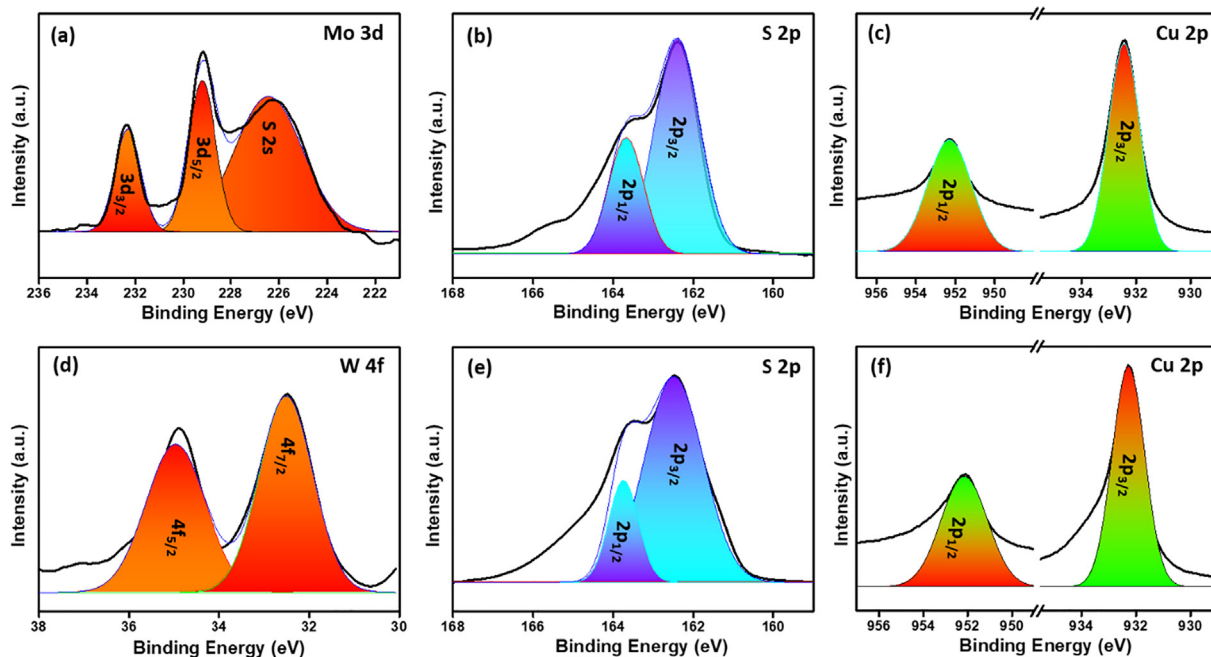 (a) Mo 3d
Intensity (a.u.)
3d3/2
3d5/2
S 2s
236 234 232 230 228 226 224 222
Binding Energy (eV)
(b) S 2p
Intensity (a.u.)
2p1/2
2p3/2
168 166 164 162 160
Binding Energy (eV)
(c) Cu 2p
Intensity (a.u.)
2p1/2
2p3/2
956 954 952 950 934 932 930
Binding Energy (eV)
(d) W 4f
Intensity (a.u.)
4f5/2
4f7/2
38 36 34 32 30
Binding Energy (eV)
(e) S 2p
Intensity (a.u.)
2p1/2
2p3/2
168 166 164 162 160
Binding Energy (eV)
(f) Cu 2p
Intensity (a.u.)
2p1/2
2p3/2
956 954 952 950 934 932 930
Binding Energy (eV)